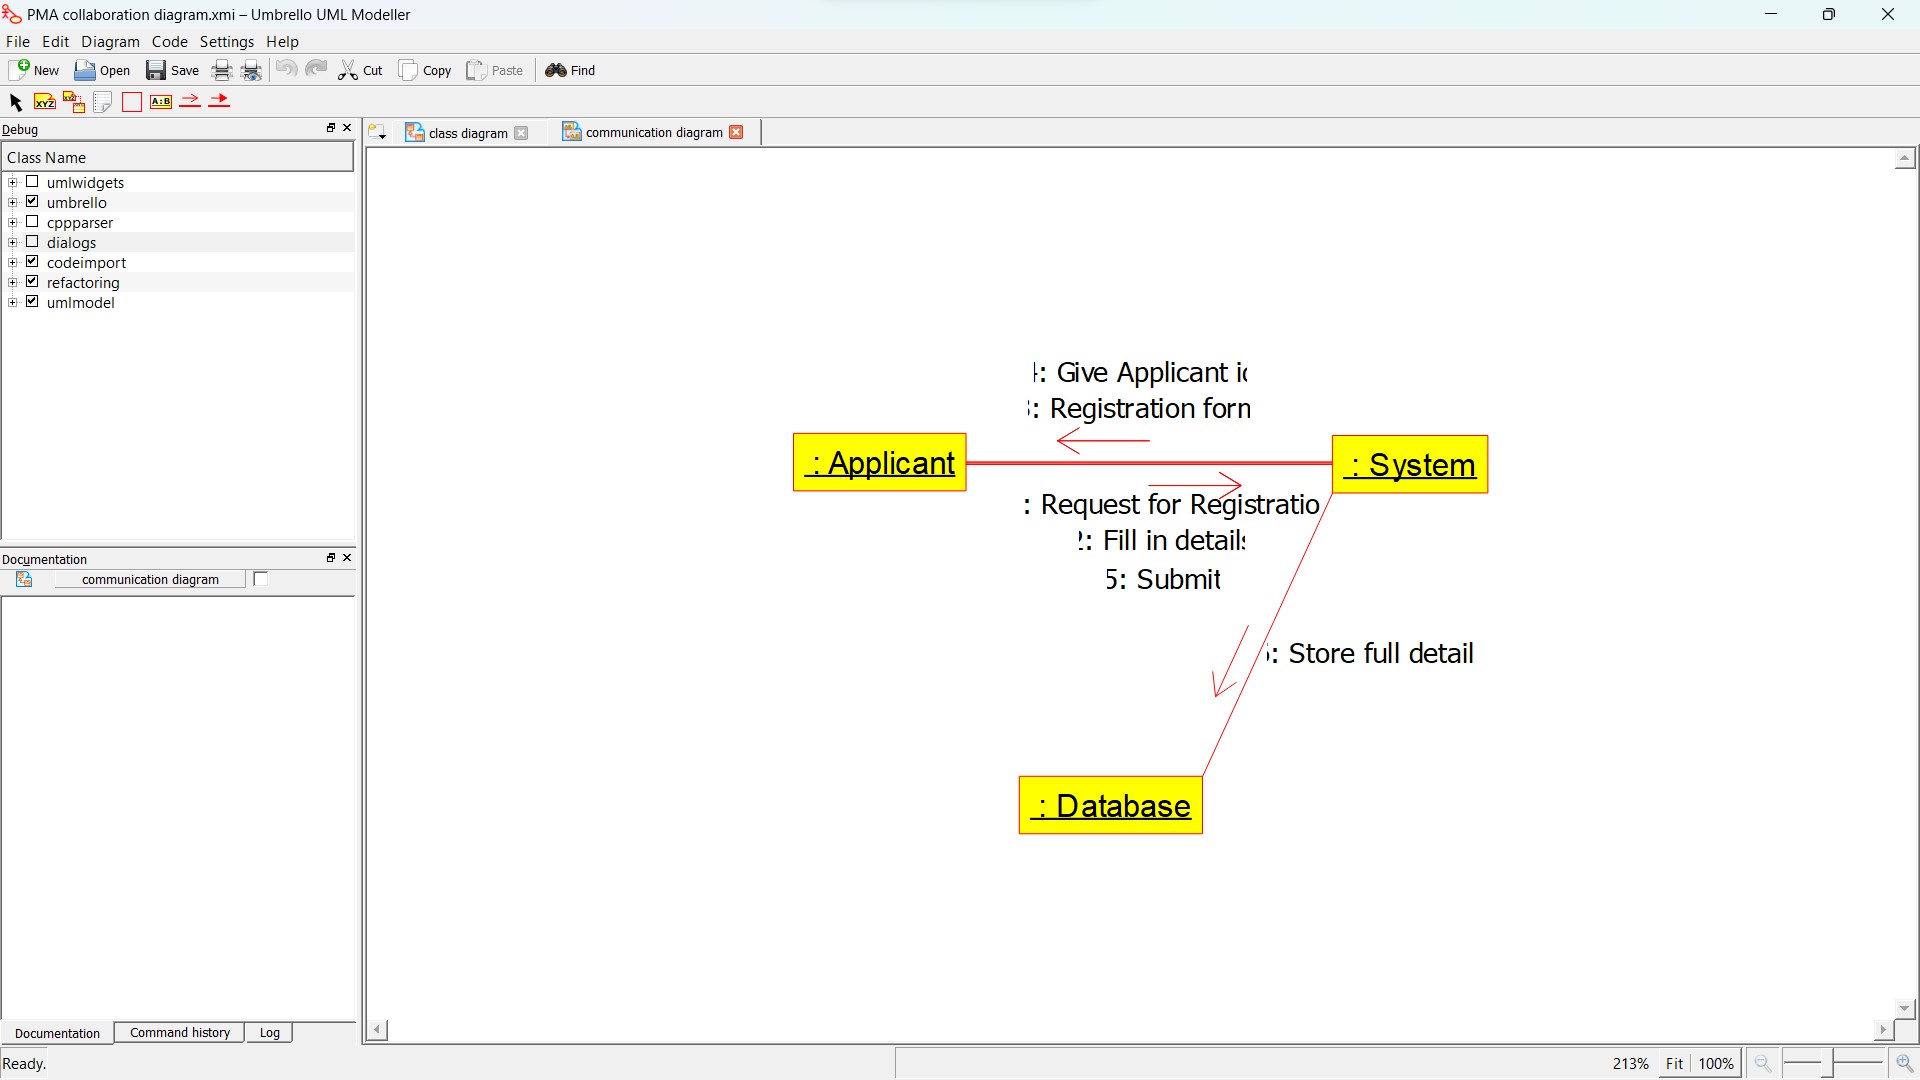 PMA collaboration diagram.xmi – Umbrello UML Modeller
File Edit Diagram Code Settings Help
New Open Save Cut Copy Paste Find
XYZ XYZ A:B
Debug
class diagram communication diagram
Class Name
umlwidgets
umbrello
cppparser
dialogs
codeimport
refactoring
umlmodel
: Give Applicant
: Registration
: Applicant
: System
: Request for
: Fill in
5: Submit
: Store full detail
: Database
Documentation
communication diagram
Documentation Command history Log
Ready.
213% Fit 100%